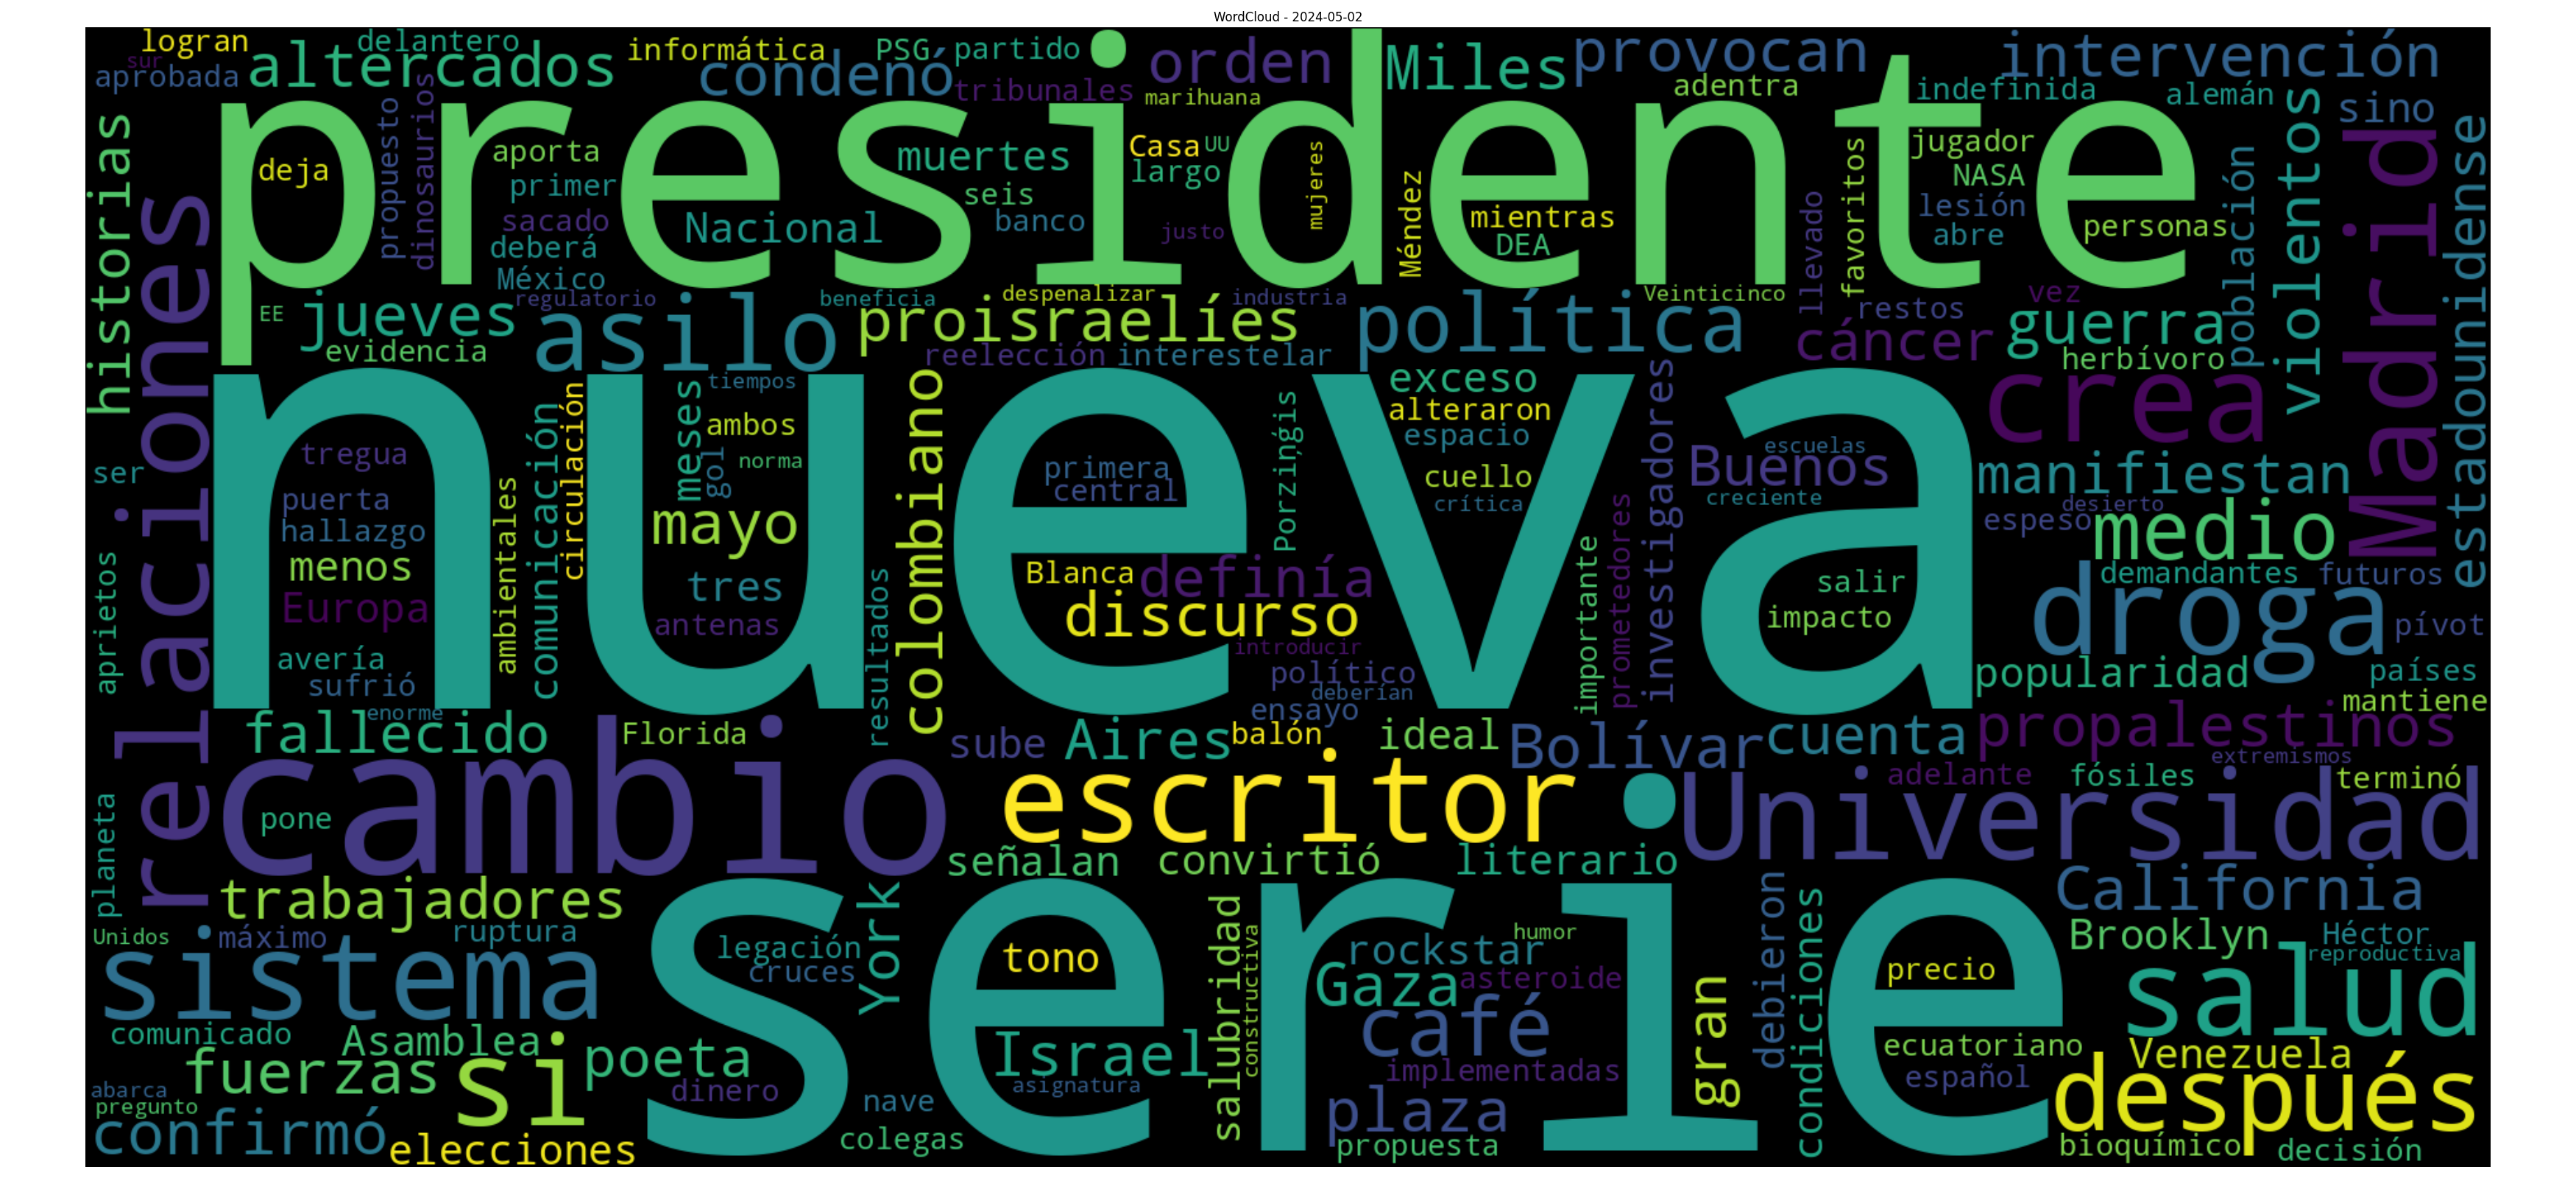 WordCloud - 2024-05-02
logran
delantero
informática
PSG
partido
orden
Miles
provocan
intervención
sur
aprobada
altercados
condenó
tribunales
marihuana
adentra
indefinida
alemán
sino
presidente
historias
relaciones
propuesto
dinosaurios
deja
aporta
primer
sacado
deberá
México
muertes
seis
Nacional
banco
Casa
UU
largo
justo
mujeres
Méndez
mientras
DEA
llevado
favoritos
jugador
NASA
lesión
abre
personas
población
violentos
Madrid
estadounidense
EE
jueves
evidencia
regulatorio
asilo
beneficia
despenalizar
industria
proisraelíes
reelección
interestelar
política
Veinticinco
restos
vez
cáncer
guerra
herbívoro
nueva
crea
ser
tregua
puerta
hallazgo
menos
Europa
avería
sufrió
enorme
ambientales
comunicación
circulación
tiempos
meses
ambos
gol
norma
mayo
tres
antenas
resultados
colombiano
primera
central
Blanca
definía
discurso
introducir
político
deberían
ensayo
Porzinģis
exceso
alteraron
espacio
cuello
crítica
importante
prometedores
investigadores
Buenos
escuelas
creciente
salir
impacto
manifiestan
desierto
espeso
medio
demandantes
futuros
droga
pívot
popularidad
países
mantiene
aprietos
fallecido
Florida
sube
Aires
balón
ideal
Bolívar
cuenta
propalestinos
extremismos
cambio
pone
escritor
adelante
fósiles
terminó
Universidad
planeta
señalan
convirtió
literario
trabajadores
York
California
Unidos
máximo
ruptura
serie
legación
cruces
tono
salubridad
constructiva
rockstar
humor
Gaza
asteroide
gran
debieron
condiciones
precio
Brooklyn
Héctor
reproductiva
sistema
salud
comunicado
Asamblea
si
poeta
Israel
café
implementadas
ecuatoriano
Venezuela
fuerzas
dinero
asignatura
español
después
abarca
pregunto
nave
plaza
confirmó
elecciones
colegas
propuesta
bioquímico
decisión